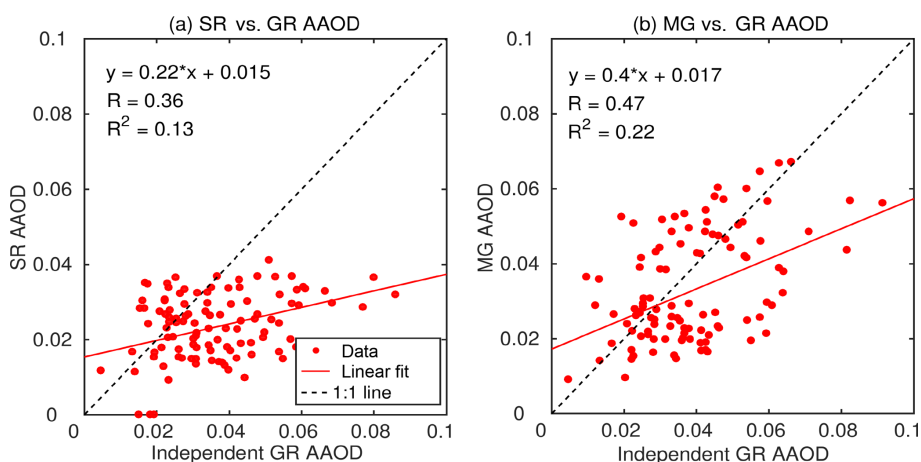 (a) SR vs. GR AAOD
y = 0.22*x + 0.015
R = 0.36
R² = 0.13
0.1
0.08
0.06
0.04
0.02
0
SR AAOD
Data
Linear fit
1:1 line
0 0.02 0.04 0.06 0.08 0.1
Independent GR AAOD
(b) MG vs. GR AAOD
y = 0.4*x + 0.017
R = 0.47
R² = 0.22
0.1
0.08
0.06
0.04
0.02
0
MG AAOD
0 0.02 0.04 0.06 0.08 0.1
Independent GR AAOD